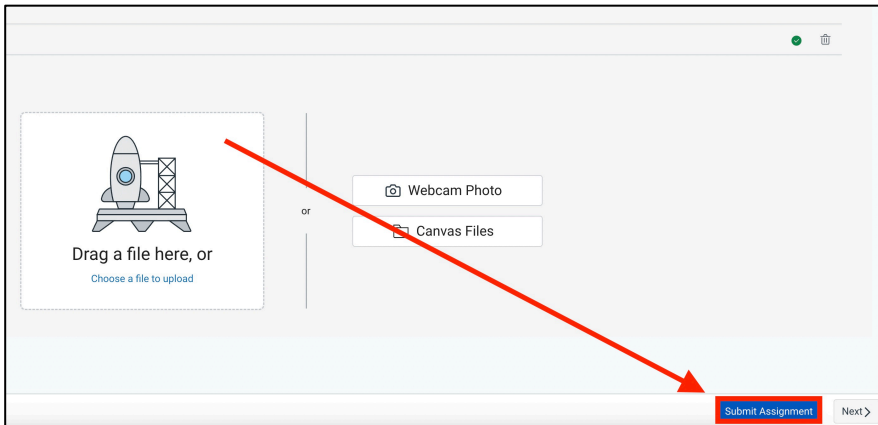 Webcam Photo
or
Canvas Files
Drag a file here, or
Choose a file to upload
Submit Assignment
Next